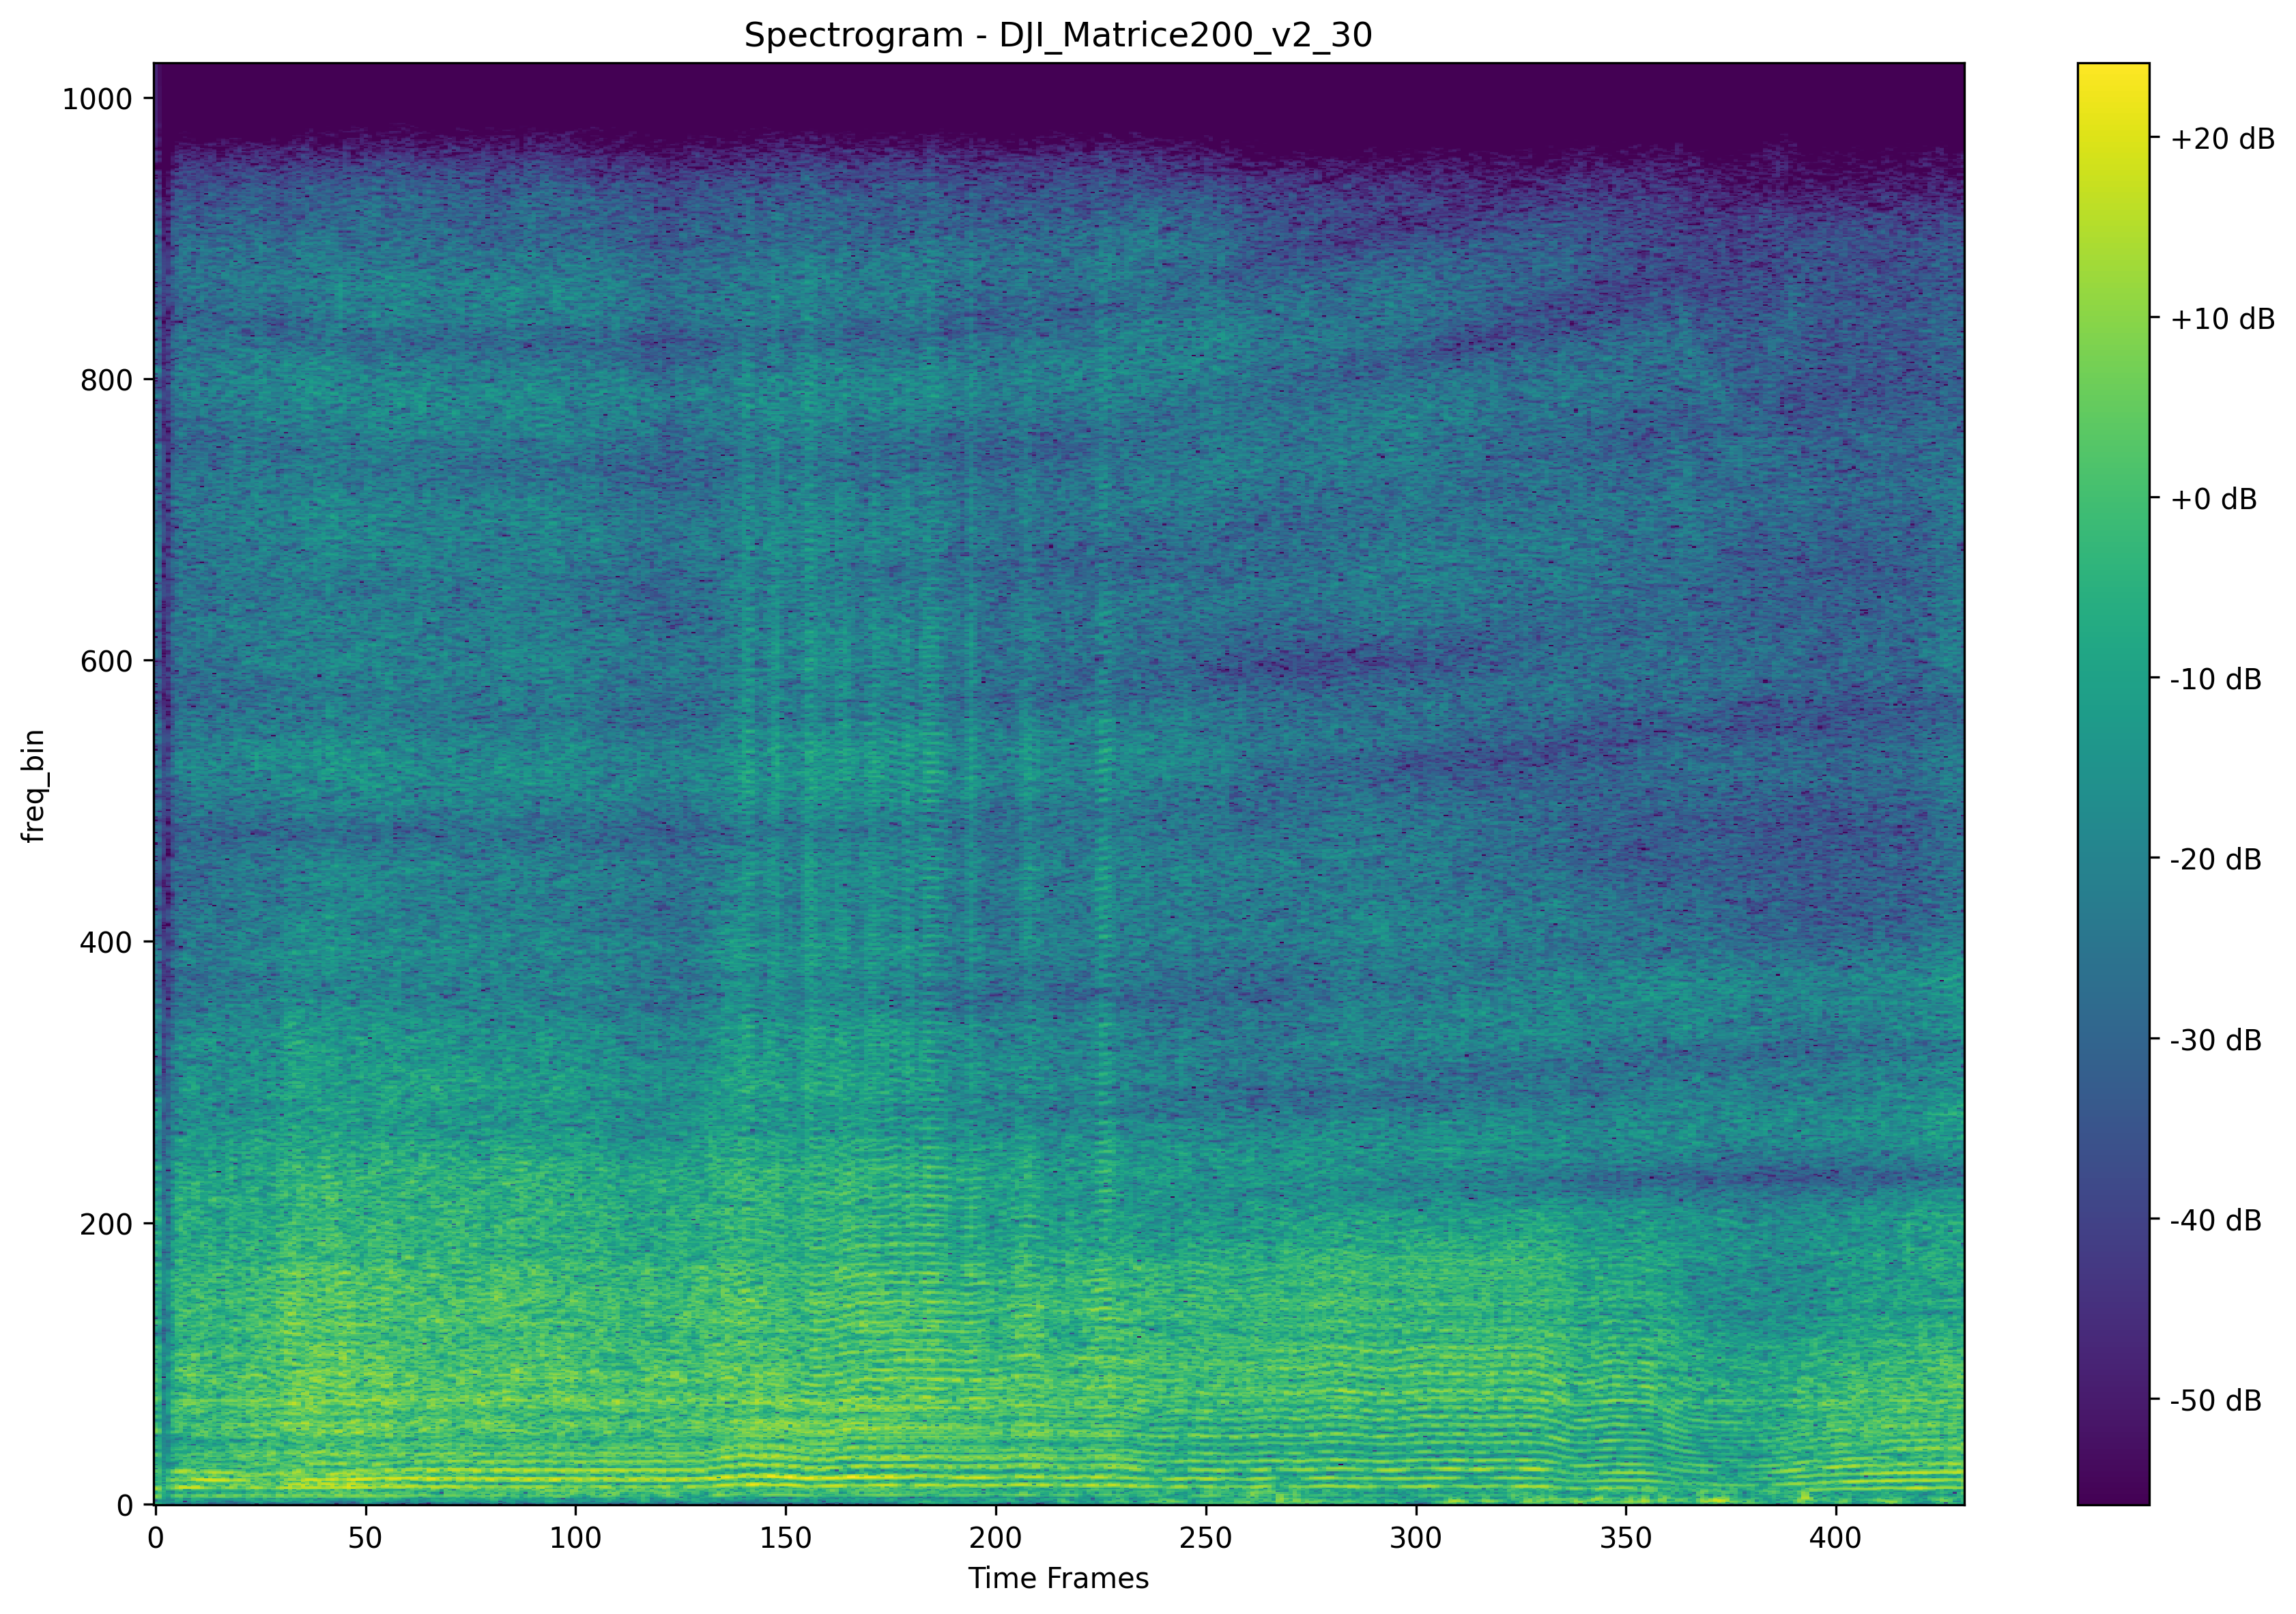 Spectrogram - DJI_Matrice200_v2_30
1000
800
600
400
200
0
freq_bin
0 50 100 150 200 250 300 350 400
Time Frames
+20 dB
+10 dB
+0 dB
-10 dB
-20 dB
-30 dB
-40 dB
-50 dB